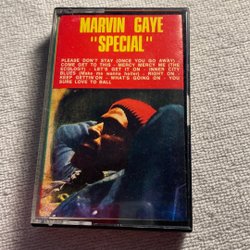 MARVIN GAYE
"SPECIAL"
PLEASE DON'T STAY (ONCE YOU GO AWAY) -
COME GET TO THIS - MERCY MERCY ME (THE
ECOLOGY) - LET'S GET IT ON - INNER CITY
BLUES (Make me wanna holler) - RIGHT ON -
KEEP GETTIN'ON - WHAT'S GOING ON - YOU
SURE LOVE TO BALL